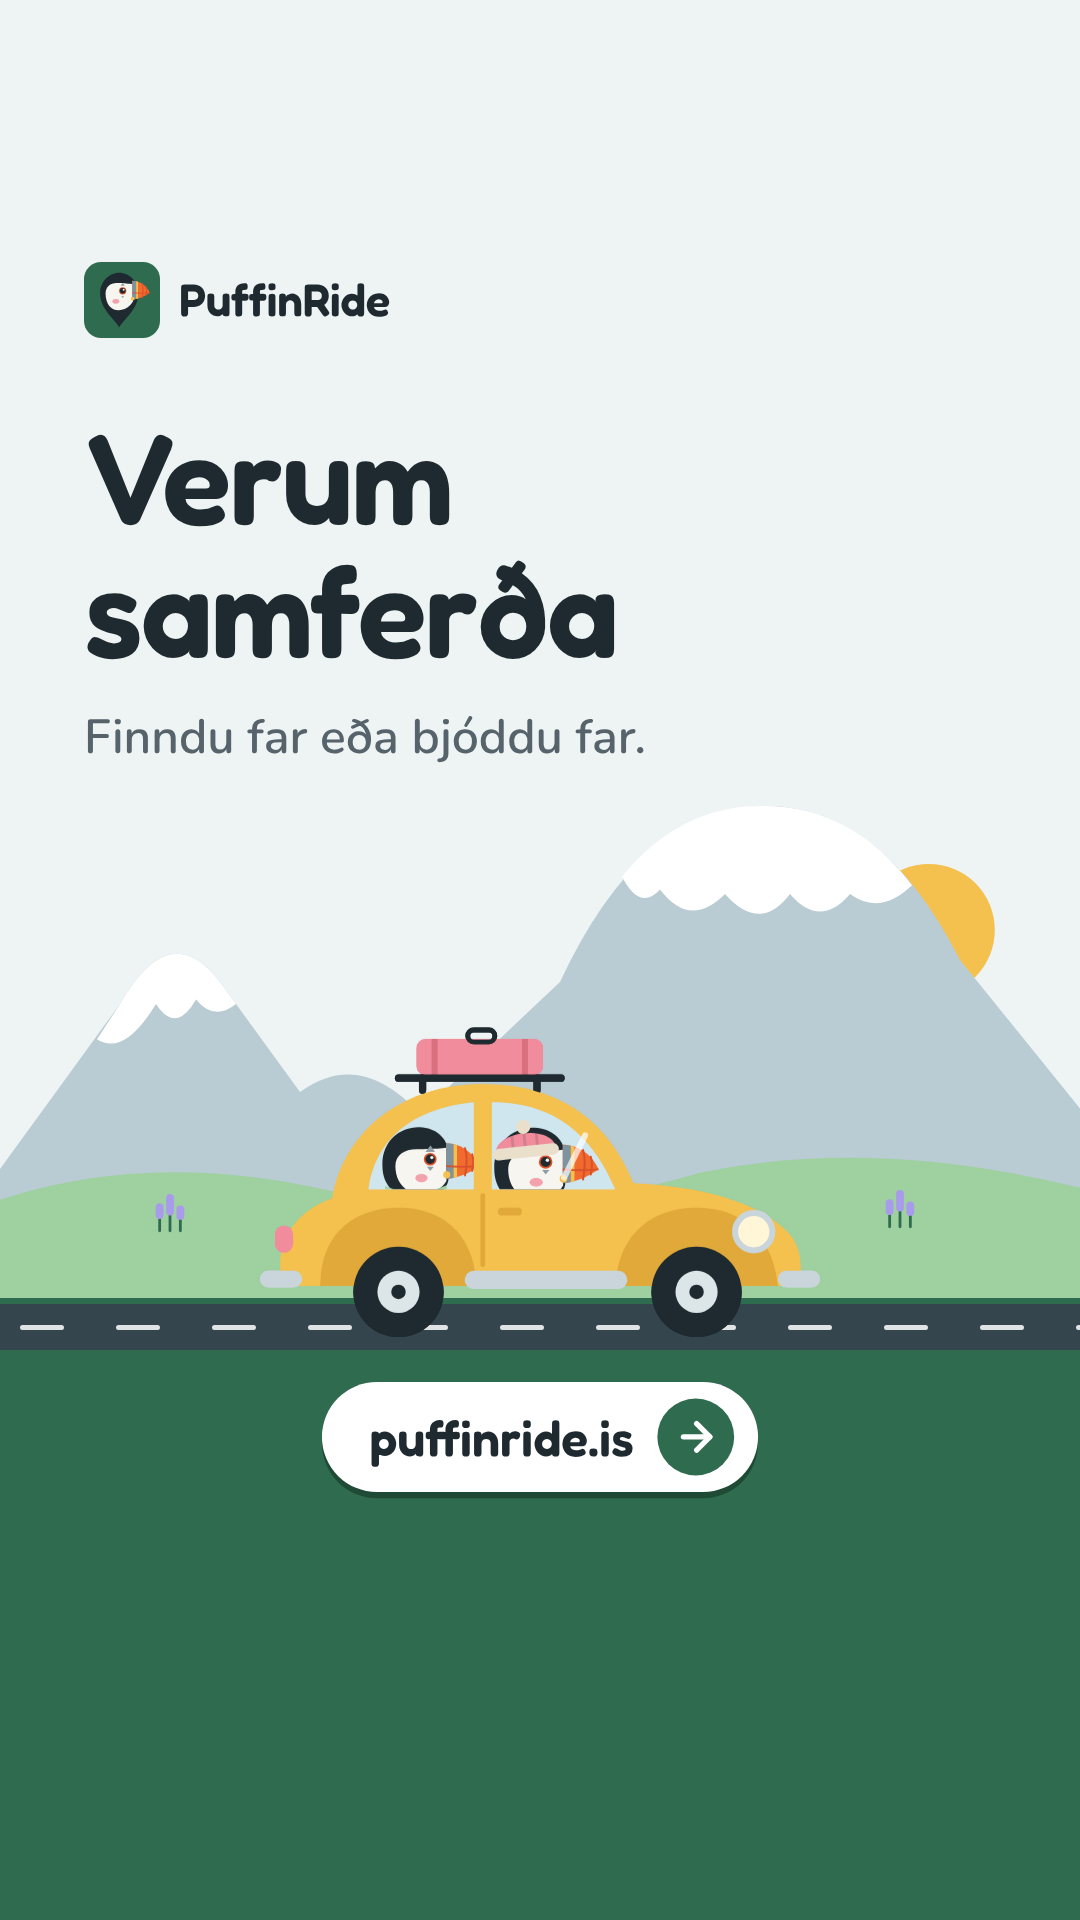 PuffinRide
Verum
samferða
Finndu far eða bjóddu far.
puffinride.is